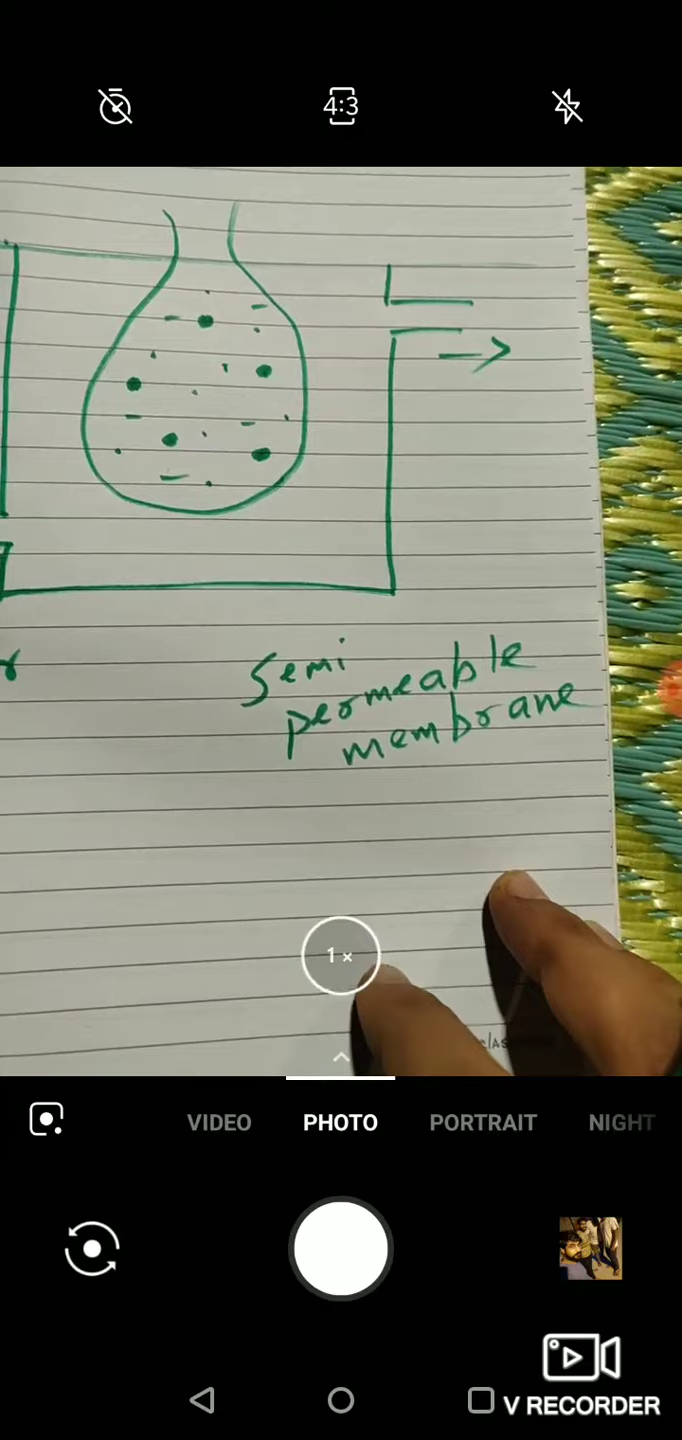 4:3
Semi
permeable
membrane
1 ×
VIDEO PHOTO PORTRAIT NIGHT
V RECORDER